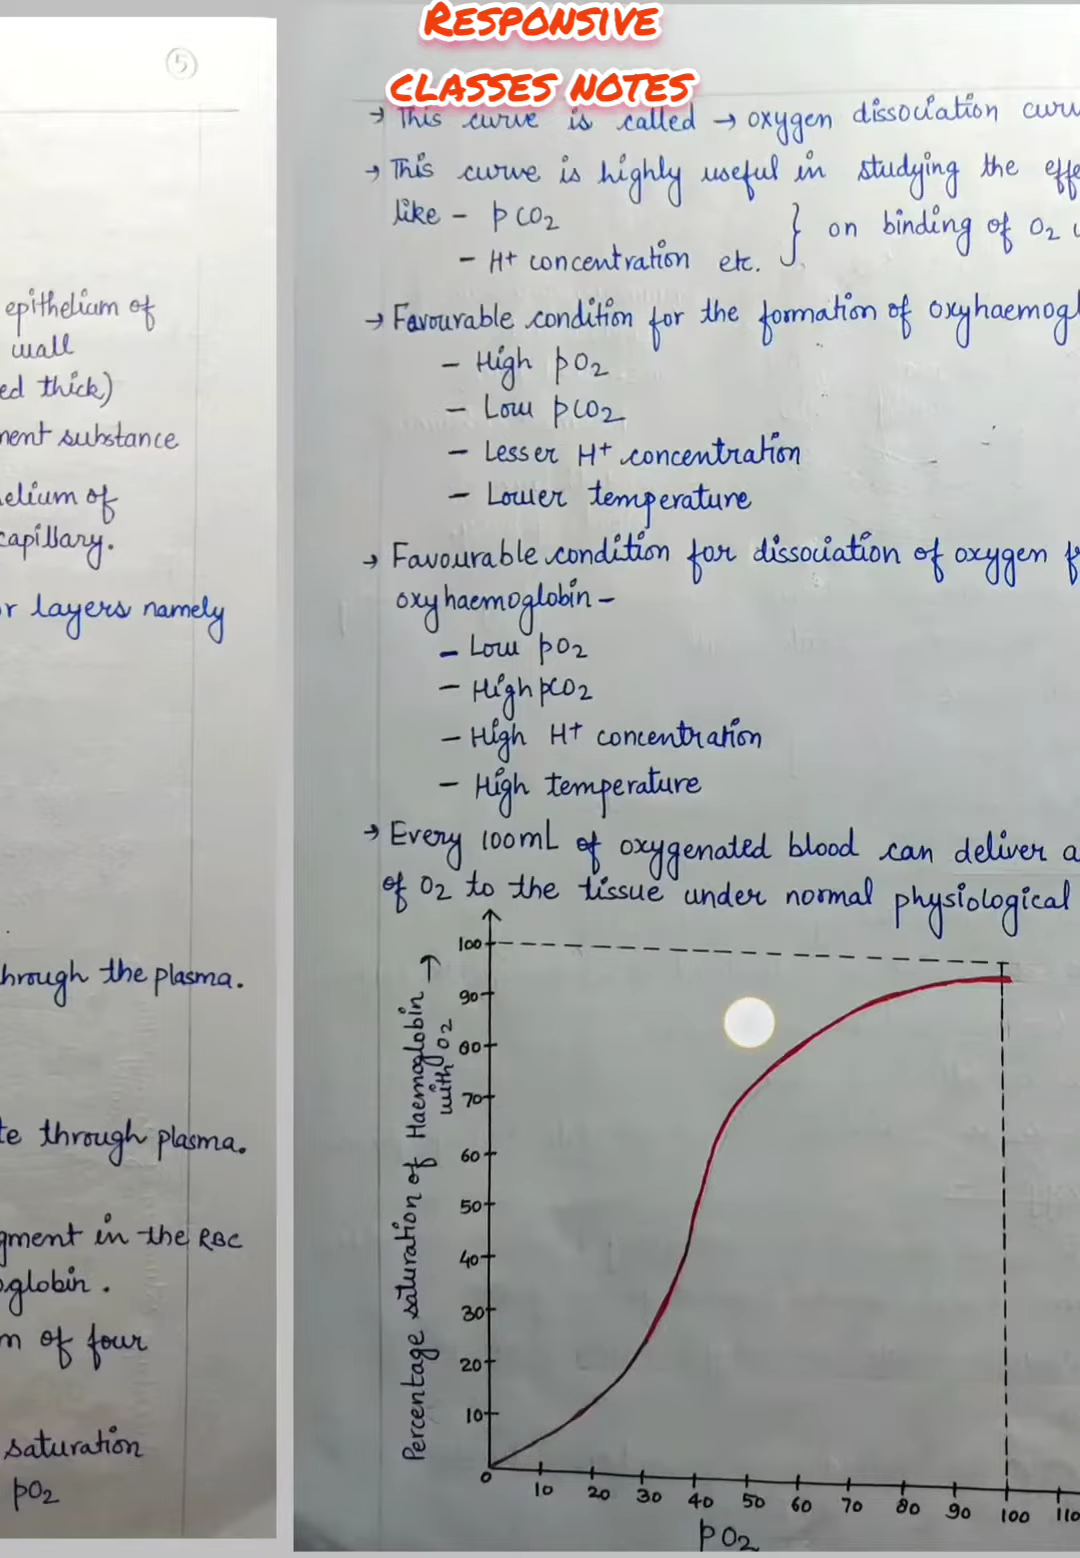 RESPONSIVE
CLASSES NOTES
5
epithelium of
wall
thick)
substance
of
capillary.
layers namely
through the plasma.
through plasma.
in the RBC
of four
saturation
pO2
→ This curve is called → oxygen dissociation
→ This curve is highly useful in studying the
like - pCO2
- H+ concentration etc. } on binding of O2
→ Favourable condition for the formation of
- High pO2
- Low pCO2
- Lesser H+ concentration
- Lower temperature
→ Favourable condition for dissociation of oxygen
oxyhaemoglobin -
- Low pO2
- High pCO2
- High H+ concentration
- High temperature
→ Every 100mL of oxygenated blood can deliver
of O2 to the tissue under normal physiological
Percentage saturation of Haemoglobin →
with O2
100
90
80
70
60
50
40
30
20
10
0
10 20 30 40 50 60 70 80 90 100 110
pO2